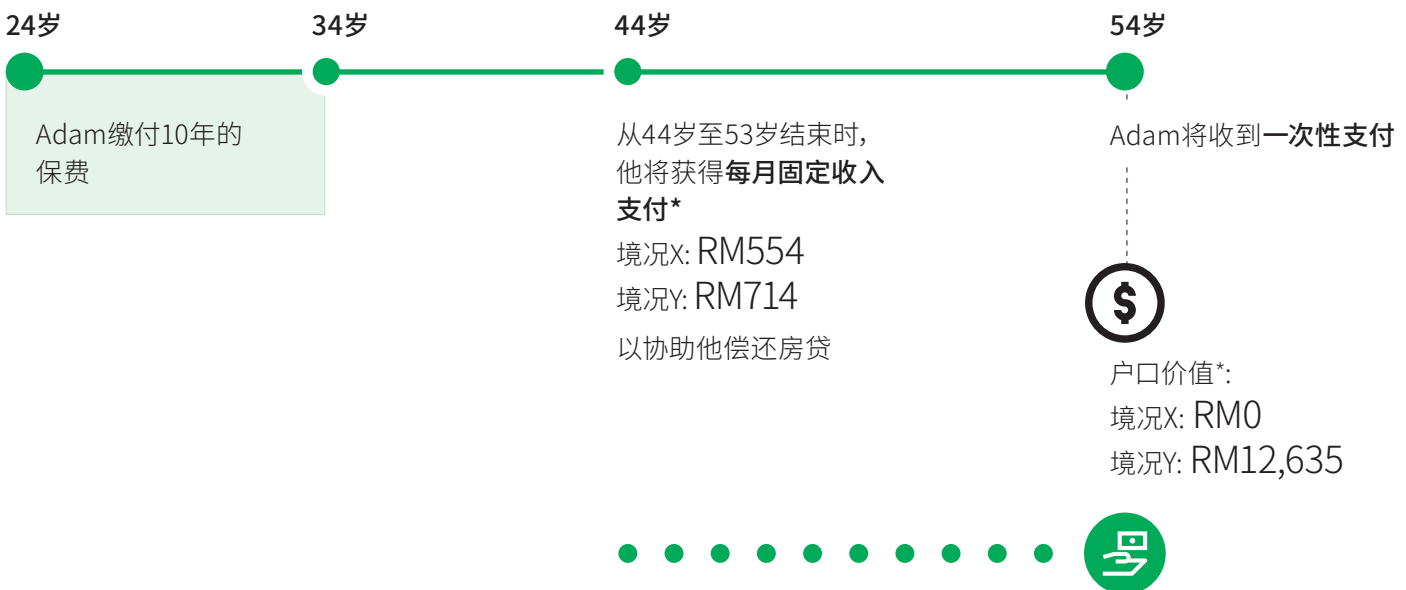 24岁
34岁
44岁
54岁
Adam缴付10年的
保费
从44岁至53岁结束时，
他将获得每月固定收入
支付*
境况X: RM554
境况Y: RM714
以协助他偿还房贷
Adam将收到一次性支付
$
户口价值*:
境况X: RM0
境况Y: RM12,635